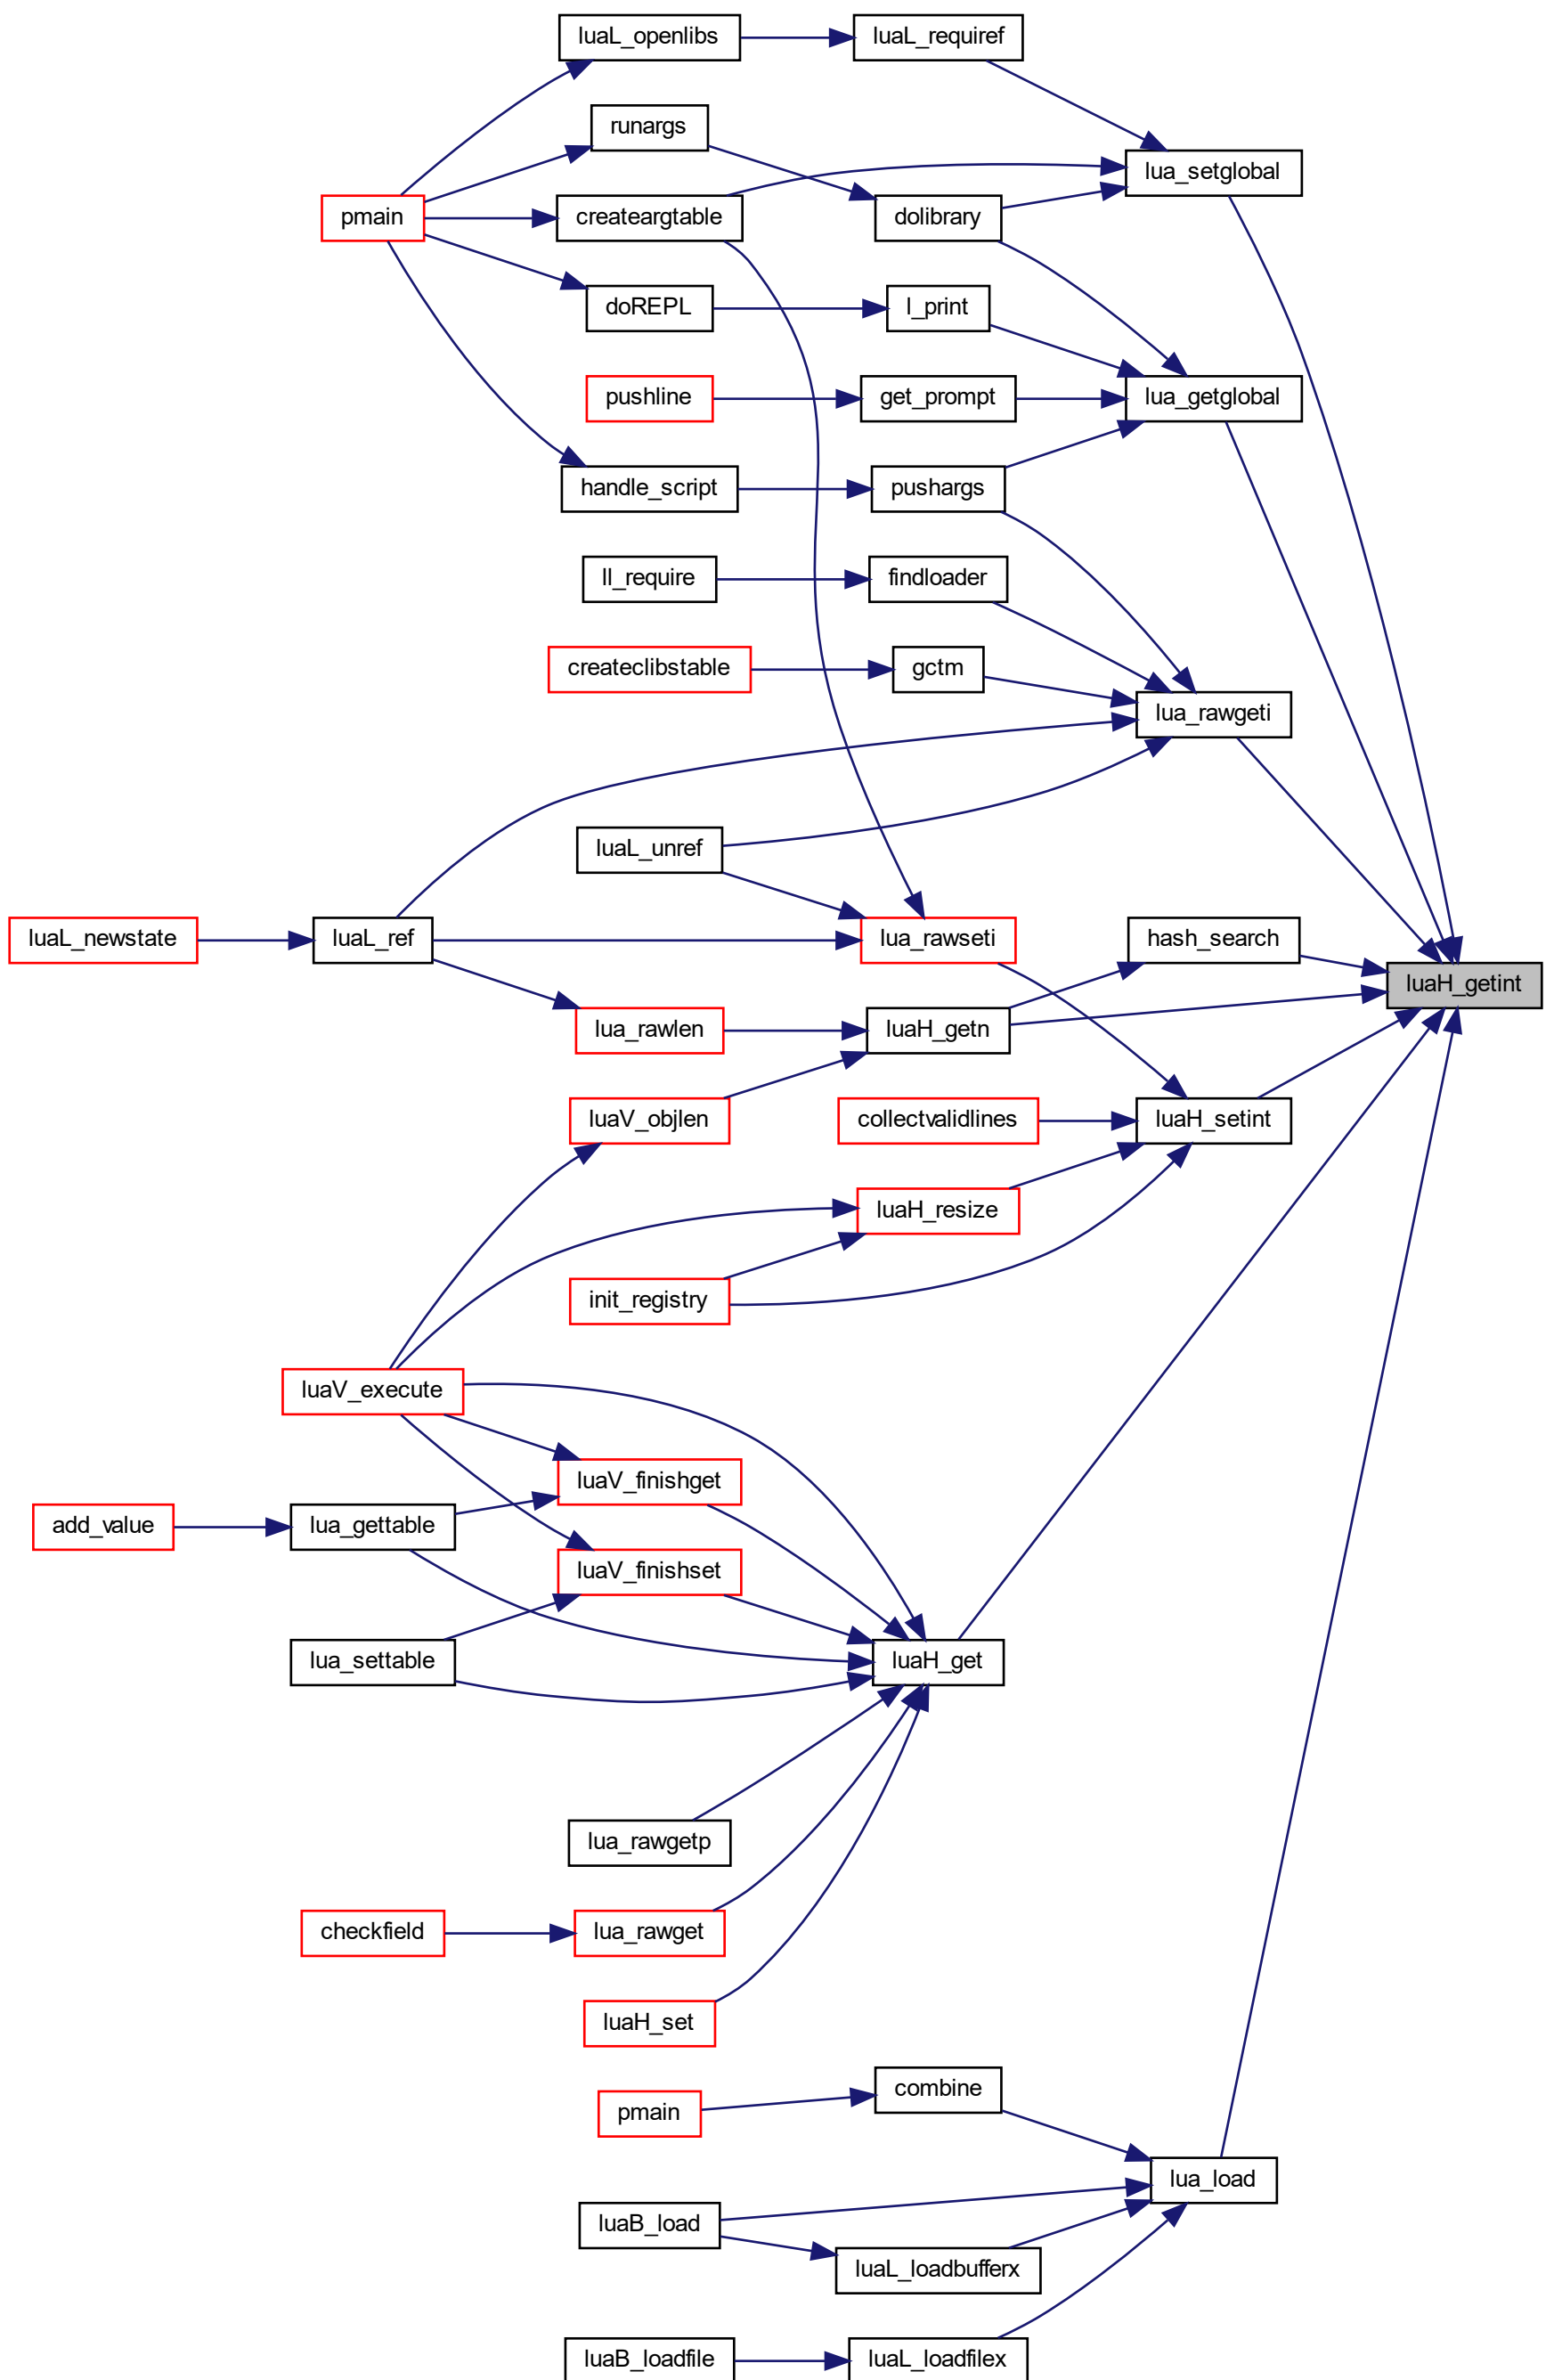 luaL_openlibs
luaL_requiref
runargs
lua_setglobal
pmain
createargtable
dolibrary
doREPL
l_print
pushline
get_prompt
lua_getglobal
handle_script
pushargs
ll_require
findloader
createclibstable
gctm
lua_rawgeti
luaL_unref
luaL_newstate
luaL_ref
lua_rawseti
hash_search
luaH_getint
lua_rawlen
luaH_getn
luaV_objlen
collectvalidlines
luaH_setint
luaH_resize
init_registry
luaV_execute
luaV_finishget
add_value
lua_gettable
luaV_finishset
lua_settable
luaH_get
lua_rawgetp
checkfield
lua_rawget
luaH_set
combine
pmain
lua_load
luaB_load
luaL_loadbufferx
luaB_loadfile
luaL_loadfilex